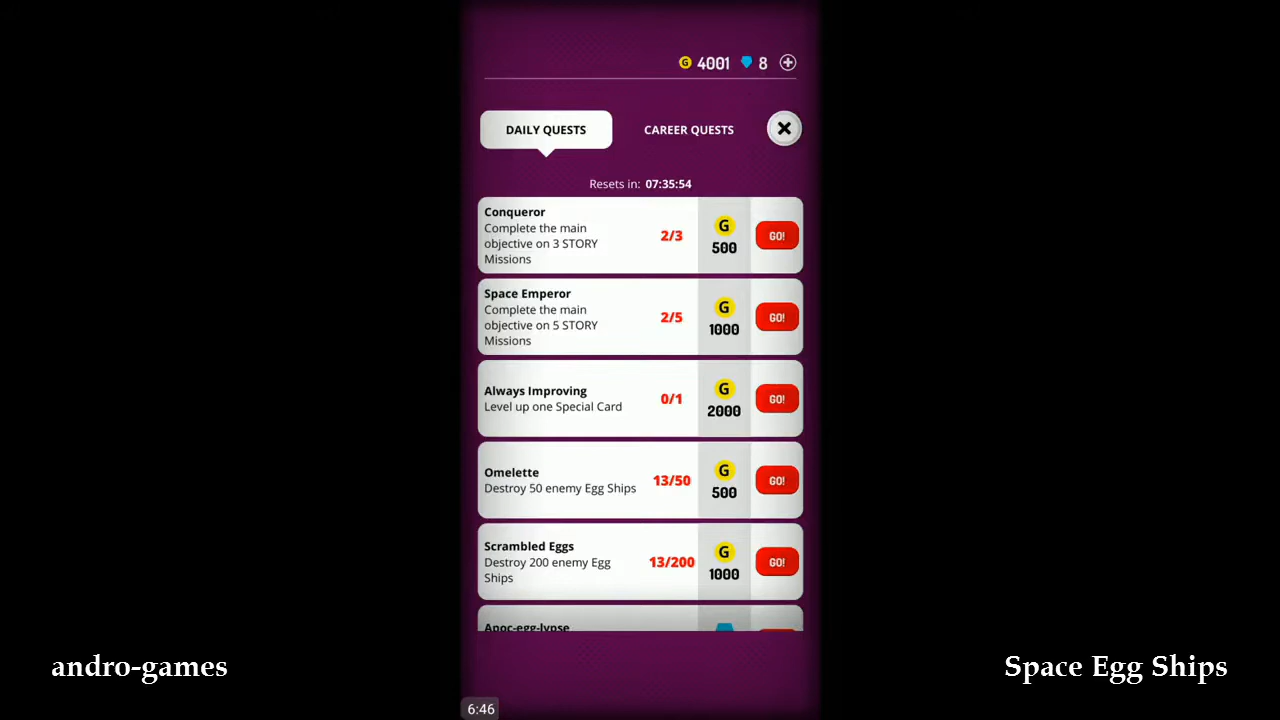 G 4001 8
DAILY QUESTS
CAREER QUESTS
Resets in: 07:35:54
Conqueror
Complete the main
objective on 3 STORY
Missions
2/3
G
500
GO!
Space Emperor
Complete the main
objective on 5 STORY
Missions
2/5
G
1000
GO!
Always Improving
Level up one Special Card
0/1
G
2000
GO!
Omelette
Destroy 50 enemy Egg Ships
13/50
G
500
GO!
Scrambled Eggs
Destroy 200 enemy Egg
Ships
13/200
G
1000
GO!
Apoc-egg-lypse
andro-games
Space Egg Ships
6:46